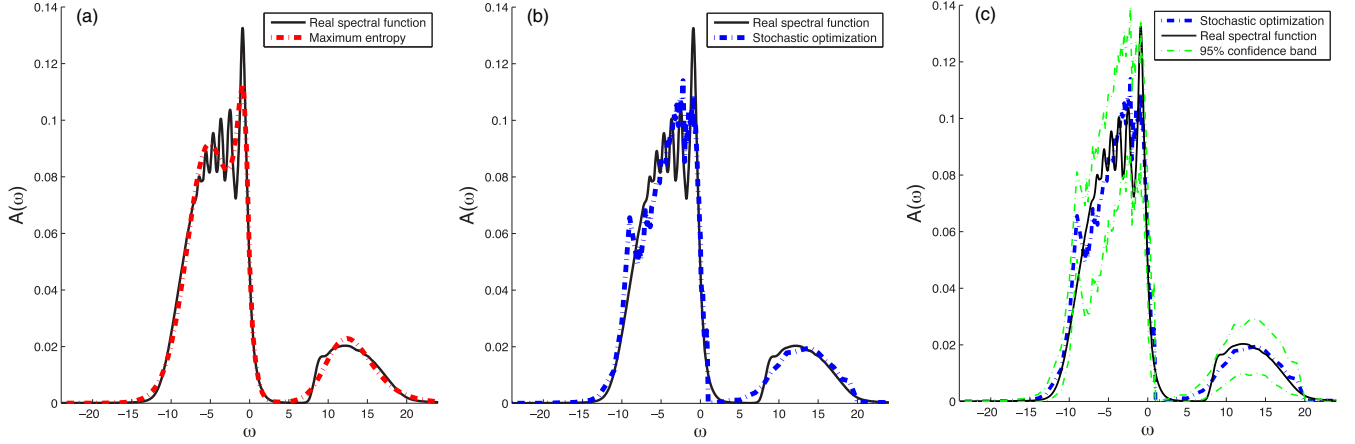 (a)
Real spectral function
Maximum entropy
A(ω)
0.14
0.12
0.1
0.08
0.06
0.04
0.02
0
−20 −15 −10 −5 0 5 10 15 20
ω
(b)
Real spectral function
Stochastic optimization
A(ω)
0.14
0.12
0.1
0.08
0.06
0.04
0.02
0
−20 −15 −10 −5 0 5 10 15 20
ω
(c)
Stochastic optimization
Real spectral function
95% confidence band
A(ω)
0.14
0.12
0.1
0.08
0.06
0.04
0.02
0
−20 −15 −10 −5 0 5 10 15 20
ω